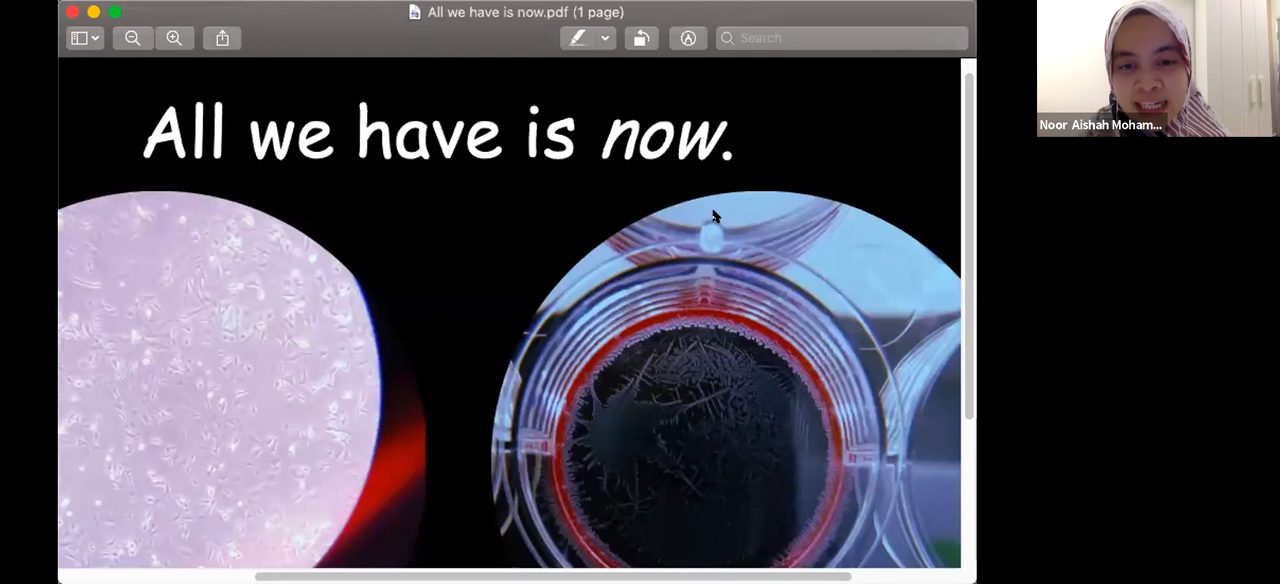 All we have is now.pdf (1 page)
Search
All we have is now.
Noor Aishah Moham...